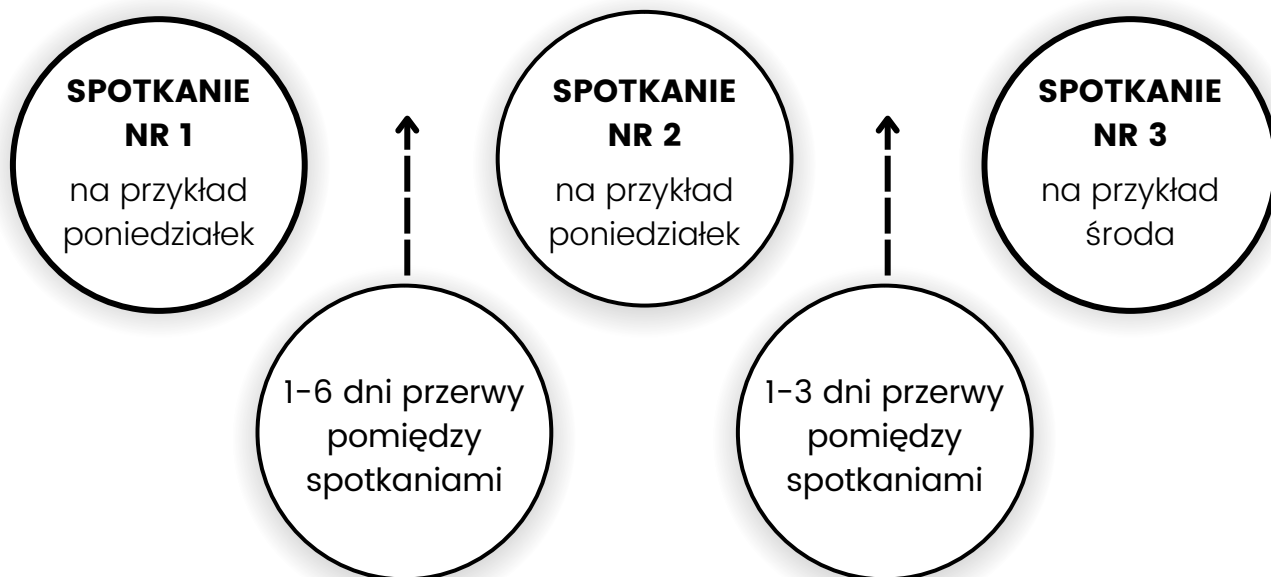 SPOTKANIE
NR 1
na przykład
poniedziałek
SPOTKANIE
NR 2
na przykład
poniedziałek
SPOTKANIE
NR 3
na przykład
środa
1-6 dni przerwy
pomiędzy
spotkaniami
1-3 dni przerwy
pomiędzy
spotkaniami